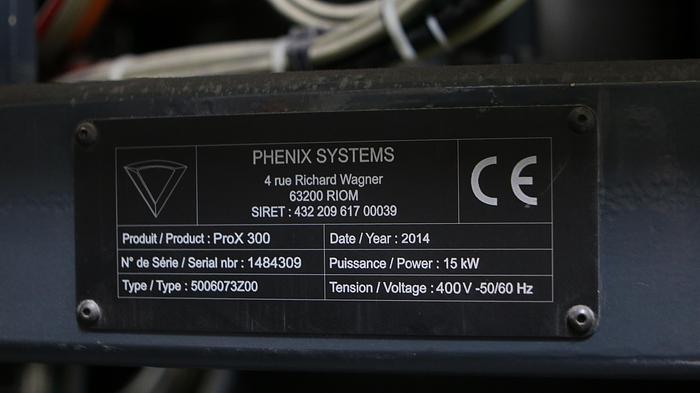 PHENIX SYSTEMS
4 rue Richard Wagner
63200 RIOM
SIRET : 432 209 617 00039
CE
Produit / Product : ProX 300
Date / Year : 2014
N° de Série / Serial nbr : 1484309
Puissance / Power : 15 kW
Type / Type : 5006073Z00
Tension / Voltage : 400V -50/60 Hz